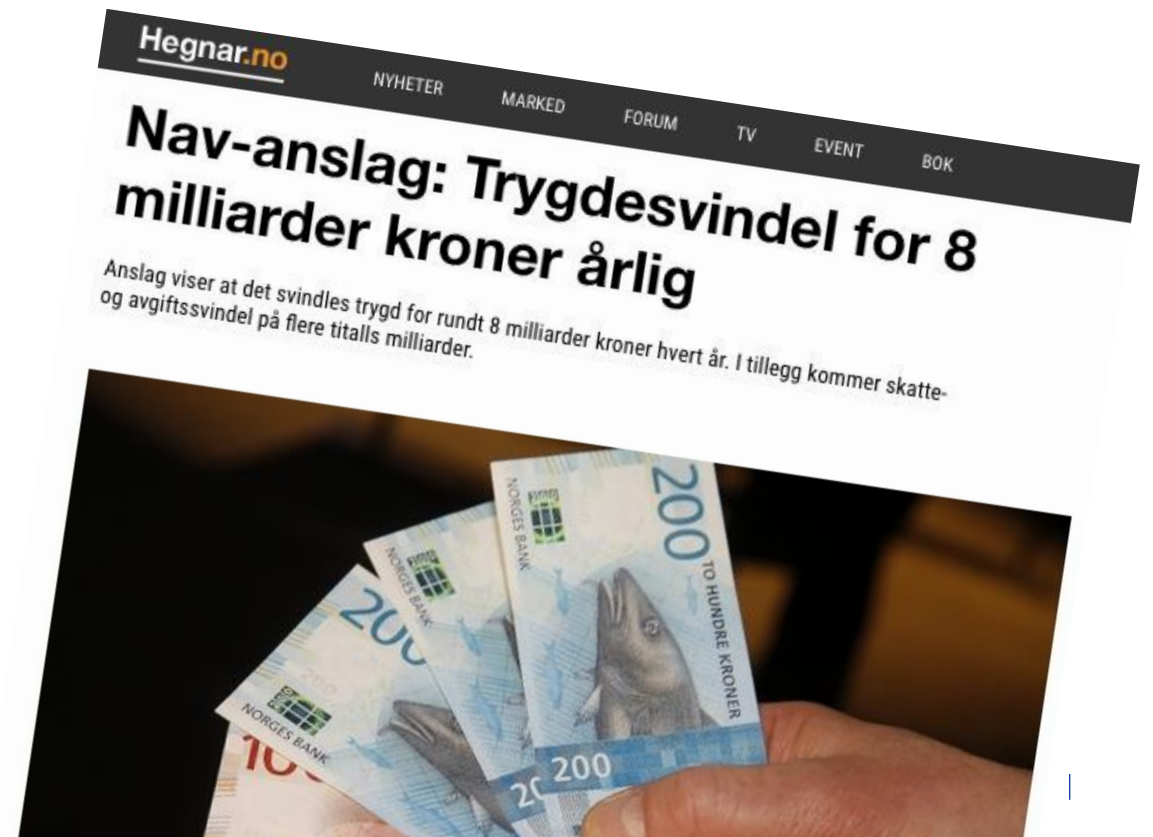 Hegnar.no
NYHETER MARKED FORUM TV EVENT BOK
Nav-anslag: Trygdesvindel for 8
milliarder kroner årlig
Anslag viser at det svindles trygd for rundt 8 milliarder kroner hvert år. I tillegg kommer skatte-
og avgiftssvindel på flere titalls milliarder.
NORGES BANK
200
TO HUNDRE KRONER
200
NORGES BANK
20
200
NORGES BANK
10